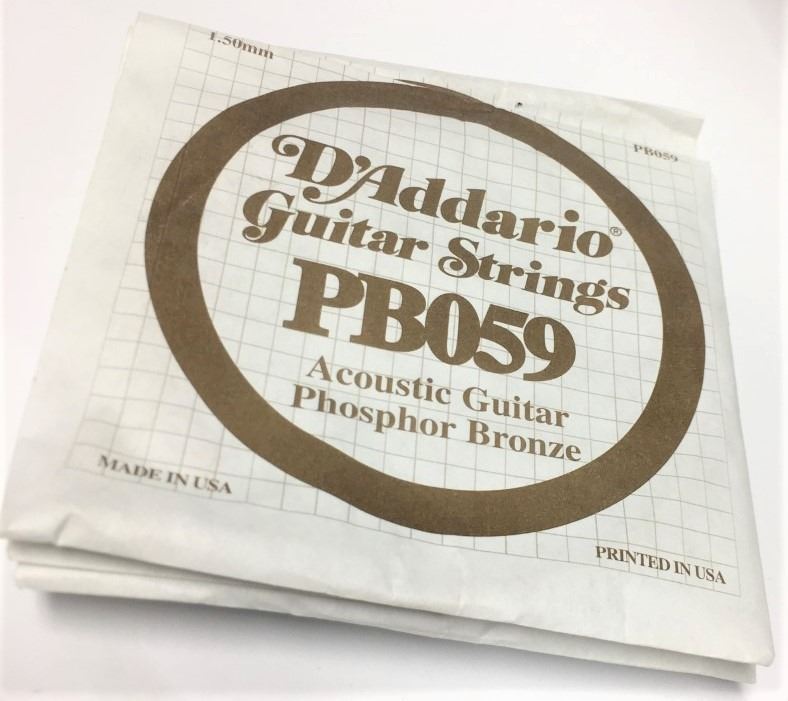 1.50mm
PB059
D'Addario®
Guitar Strings
PB059
Acoustic Guitar
Phosphor Bronze
MADE IN USA
PRINTED IN USA